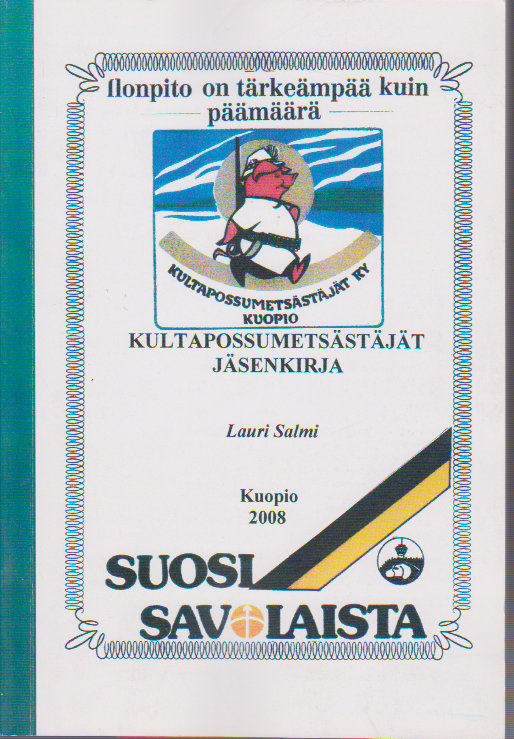 Ilonpito on tärkeämpää kuin
päämäärä
KULTAPOSSUMETSÄSTÄJÄT RY
KUOPIO
KULTAPOSSUMETSÄSTÄJÄT
JÄSENKIRJA
Lauri Salmi
Kuopio
2008
SUOSI
SAVOLAISTA